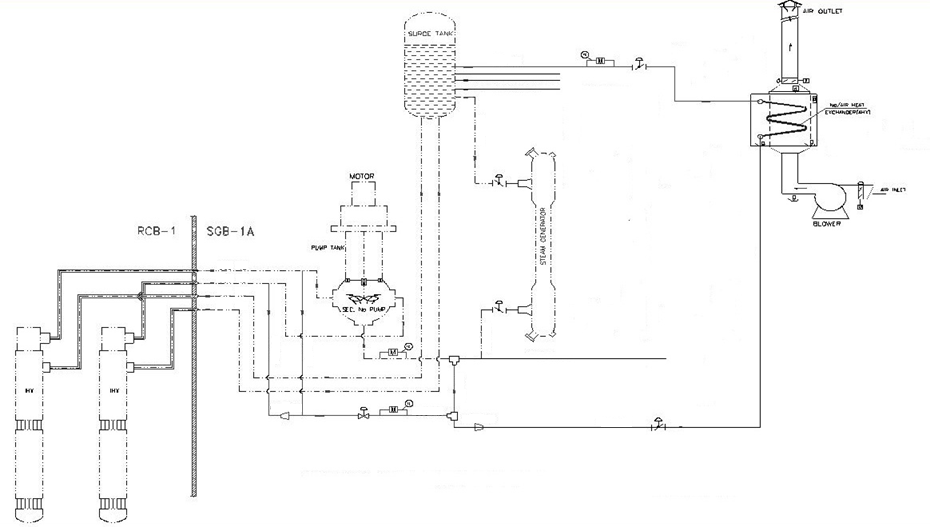 AIR OUTLET
SURGE TANK
Na/AIR HEAT
EXCHANGER(AHX)
AIR INLET
BLOWER
MOTOR
STEAM GENERATOR
RCB-1
SGB-1A
PUMP TANK
SEC. Na PUMP
IHX
IHX